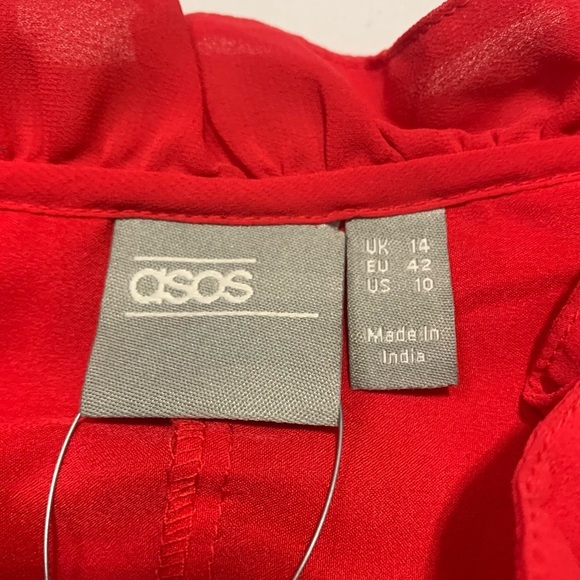 asos
UK 14
EU 42
US 10
Made In
India